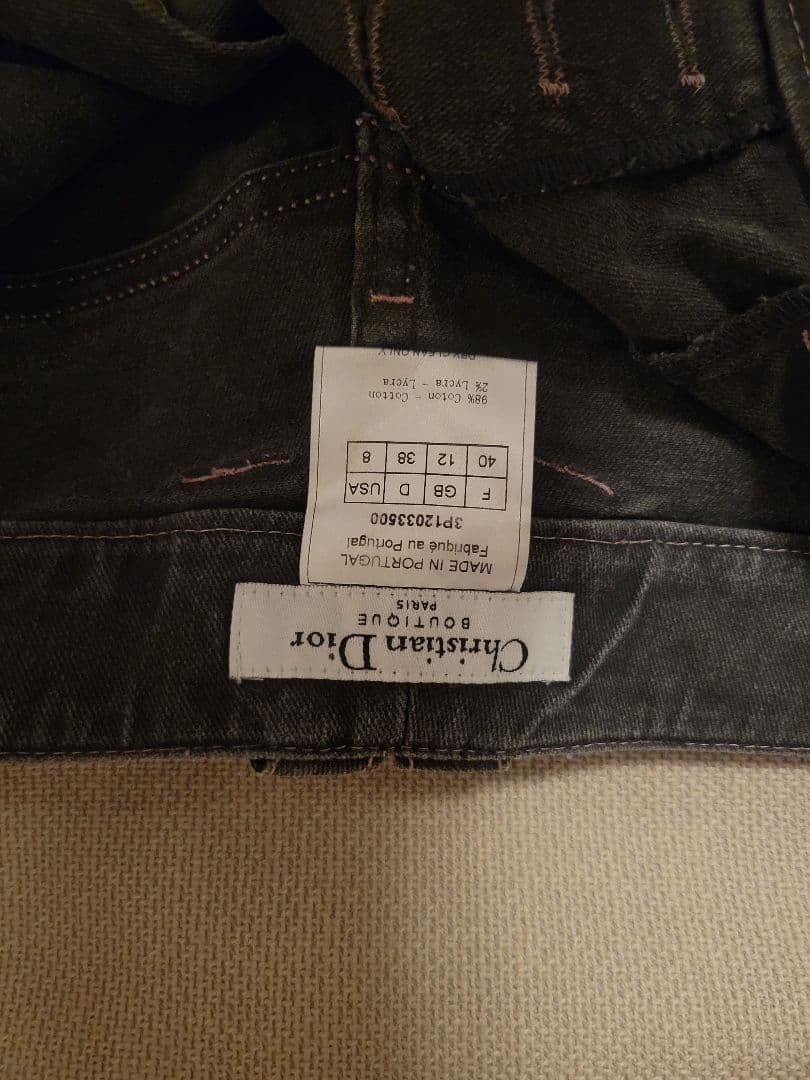 Christian Dior
BOUTIQUE
PARIS
MADE IN PORTUGAL
Fabriqué au Portugal
3P12033500
F GB D USA
40 12 38 8
98% Coton - Cotton
2% Lycra - Lycra
DRY CLEAN ONLY